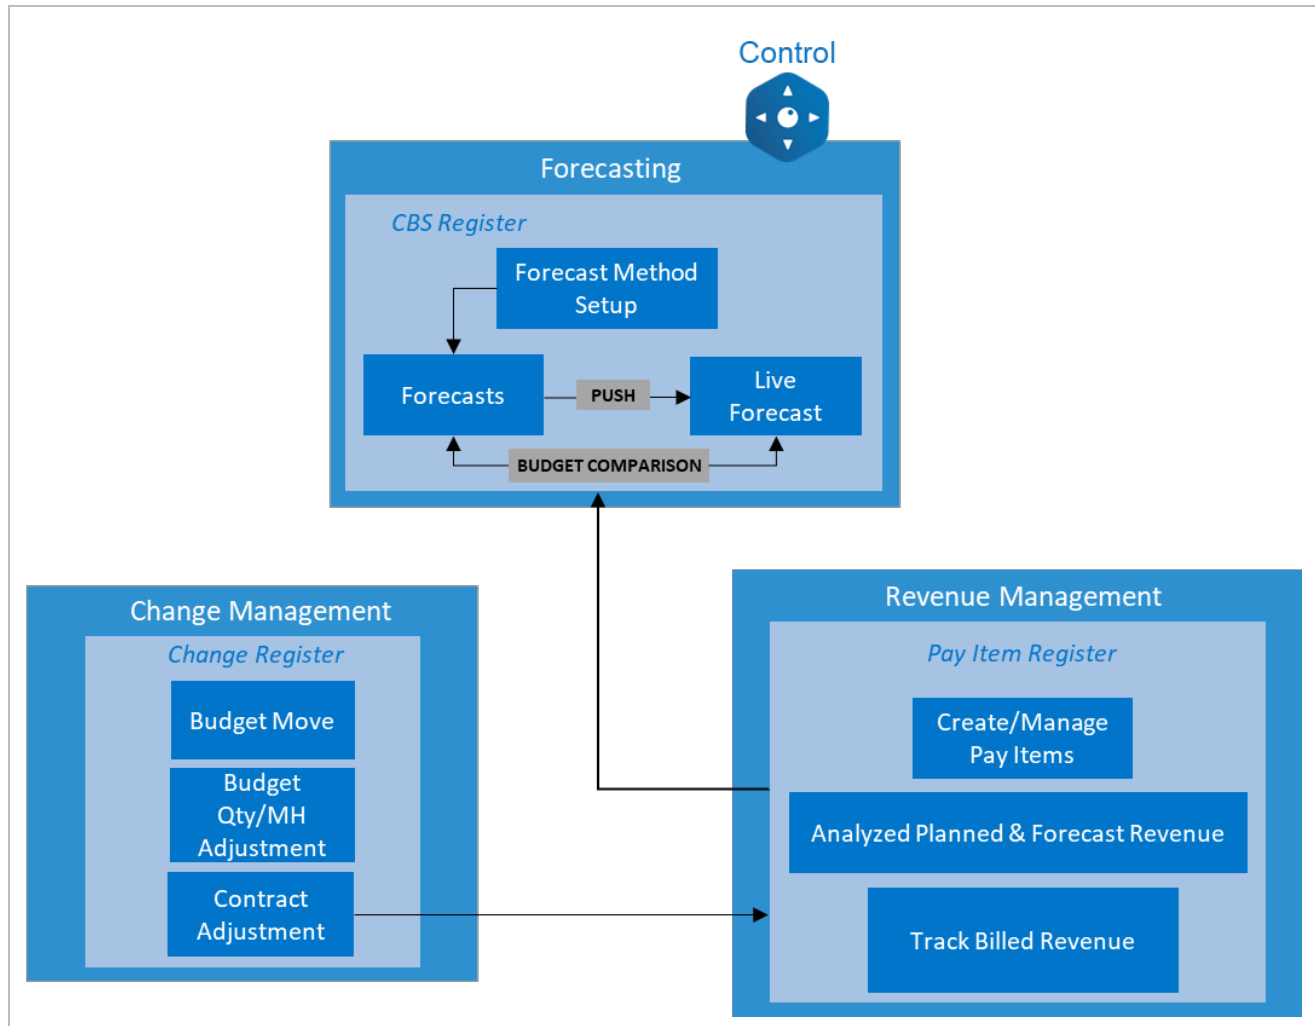 Control
Forecasting
CBS Register
Forecast Method
Setup
Forecasts
PUSH
Live
Forecast
BUDGET COMPARISON
Change Management
Change Register
Budget Move
Budget
Qty/MH
Adjustment
Contract
Adjustment
Revenue Management
Pay Item Register
Create/Manage
Pay Items
Analyzed Planned & Forecast Revenue
Track Billed Revenue